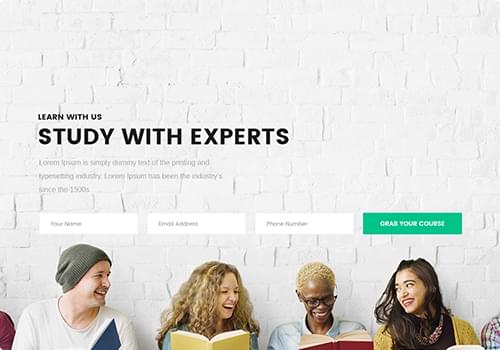 LEARN WITH US
STUDY WITH EXPERTS
Lorem Ipsum is simply dummy text of the printing and
typesetting industry. Lorem Ipsum has been the industry's
since the 1500s
Your Name
Email Address
Phone Number
GRAB YOUR COURSE